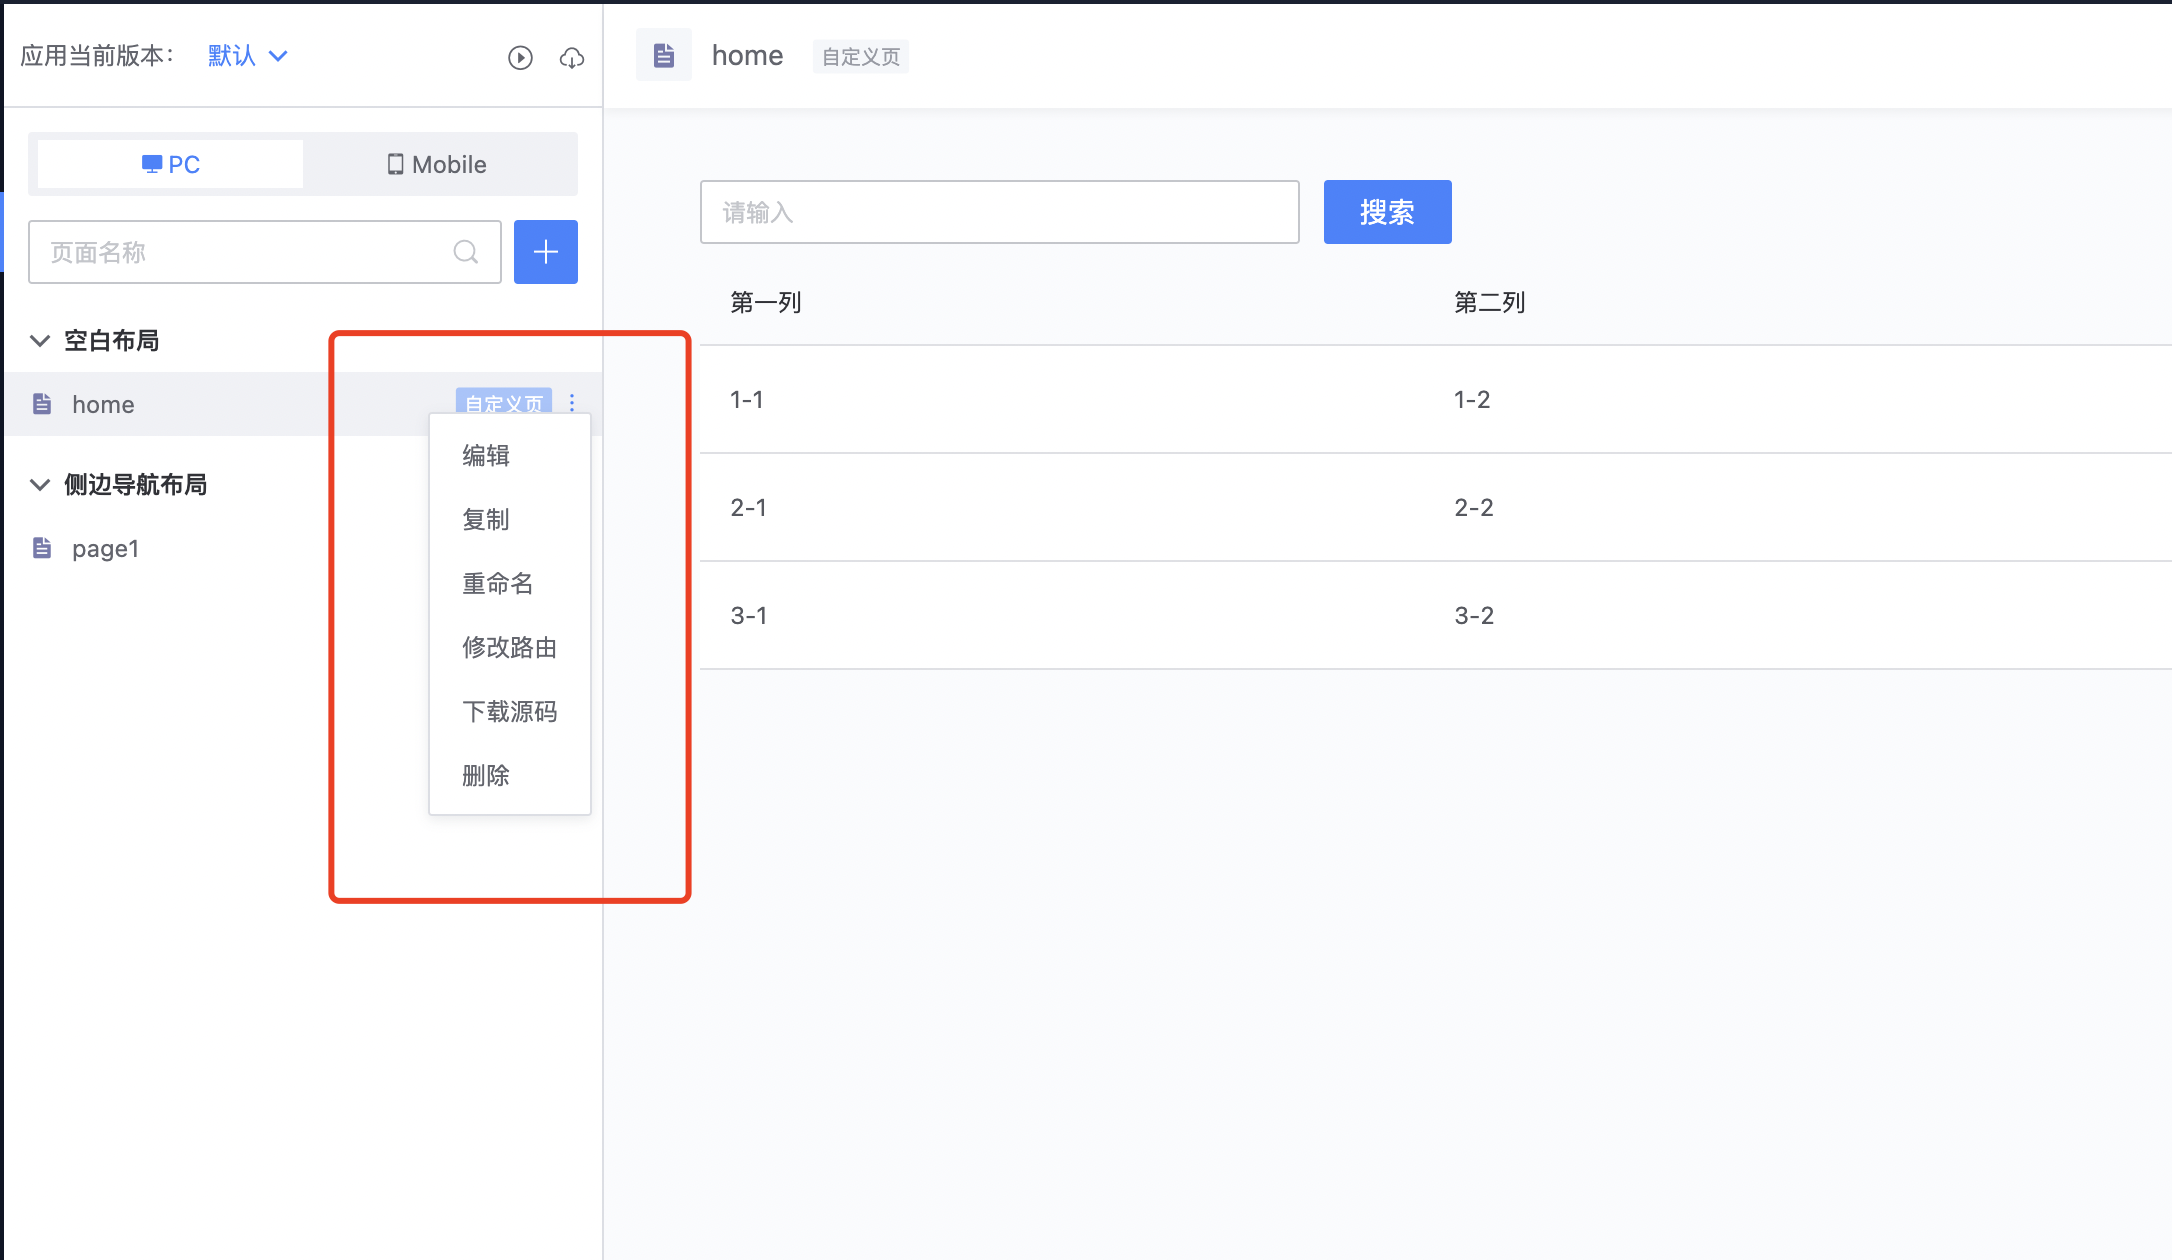 应用当前版本： 默认
PC
Mobile
页面名称
空白布局
home
自定义页
编辑
复制
重命名
修改路由
下载源码
删除
侧边导航布局
page1
home 自定义页
请输入
搜索
第一列 第二列
1-1 1-2
2-1 2-2
3-1 3-2